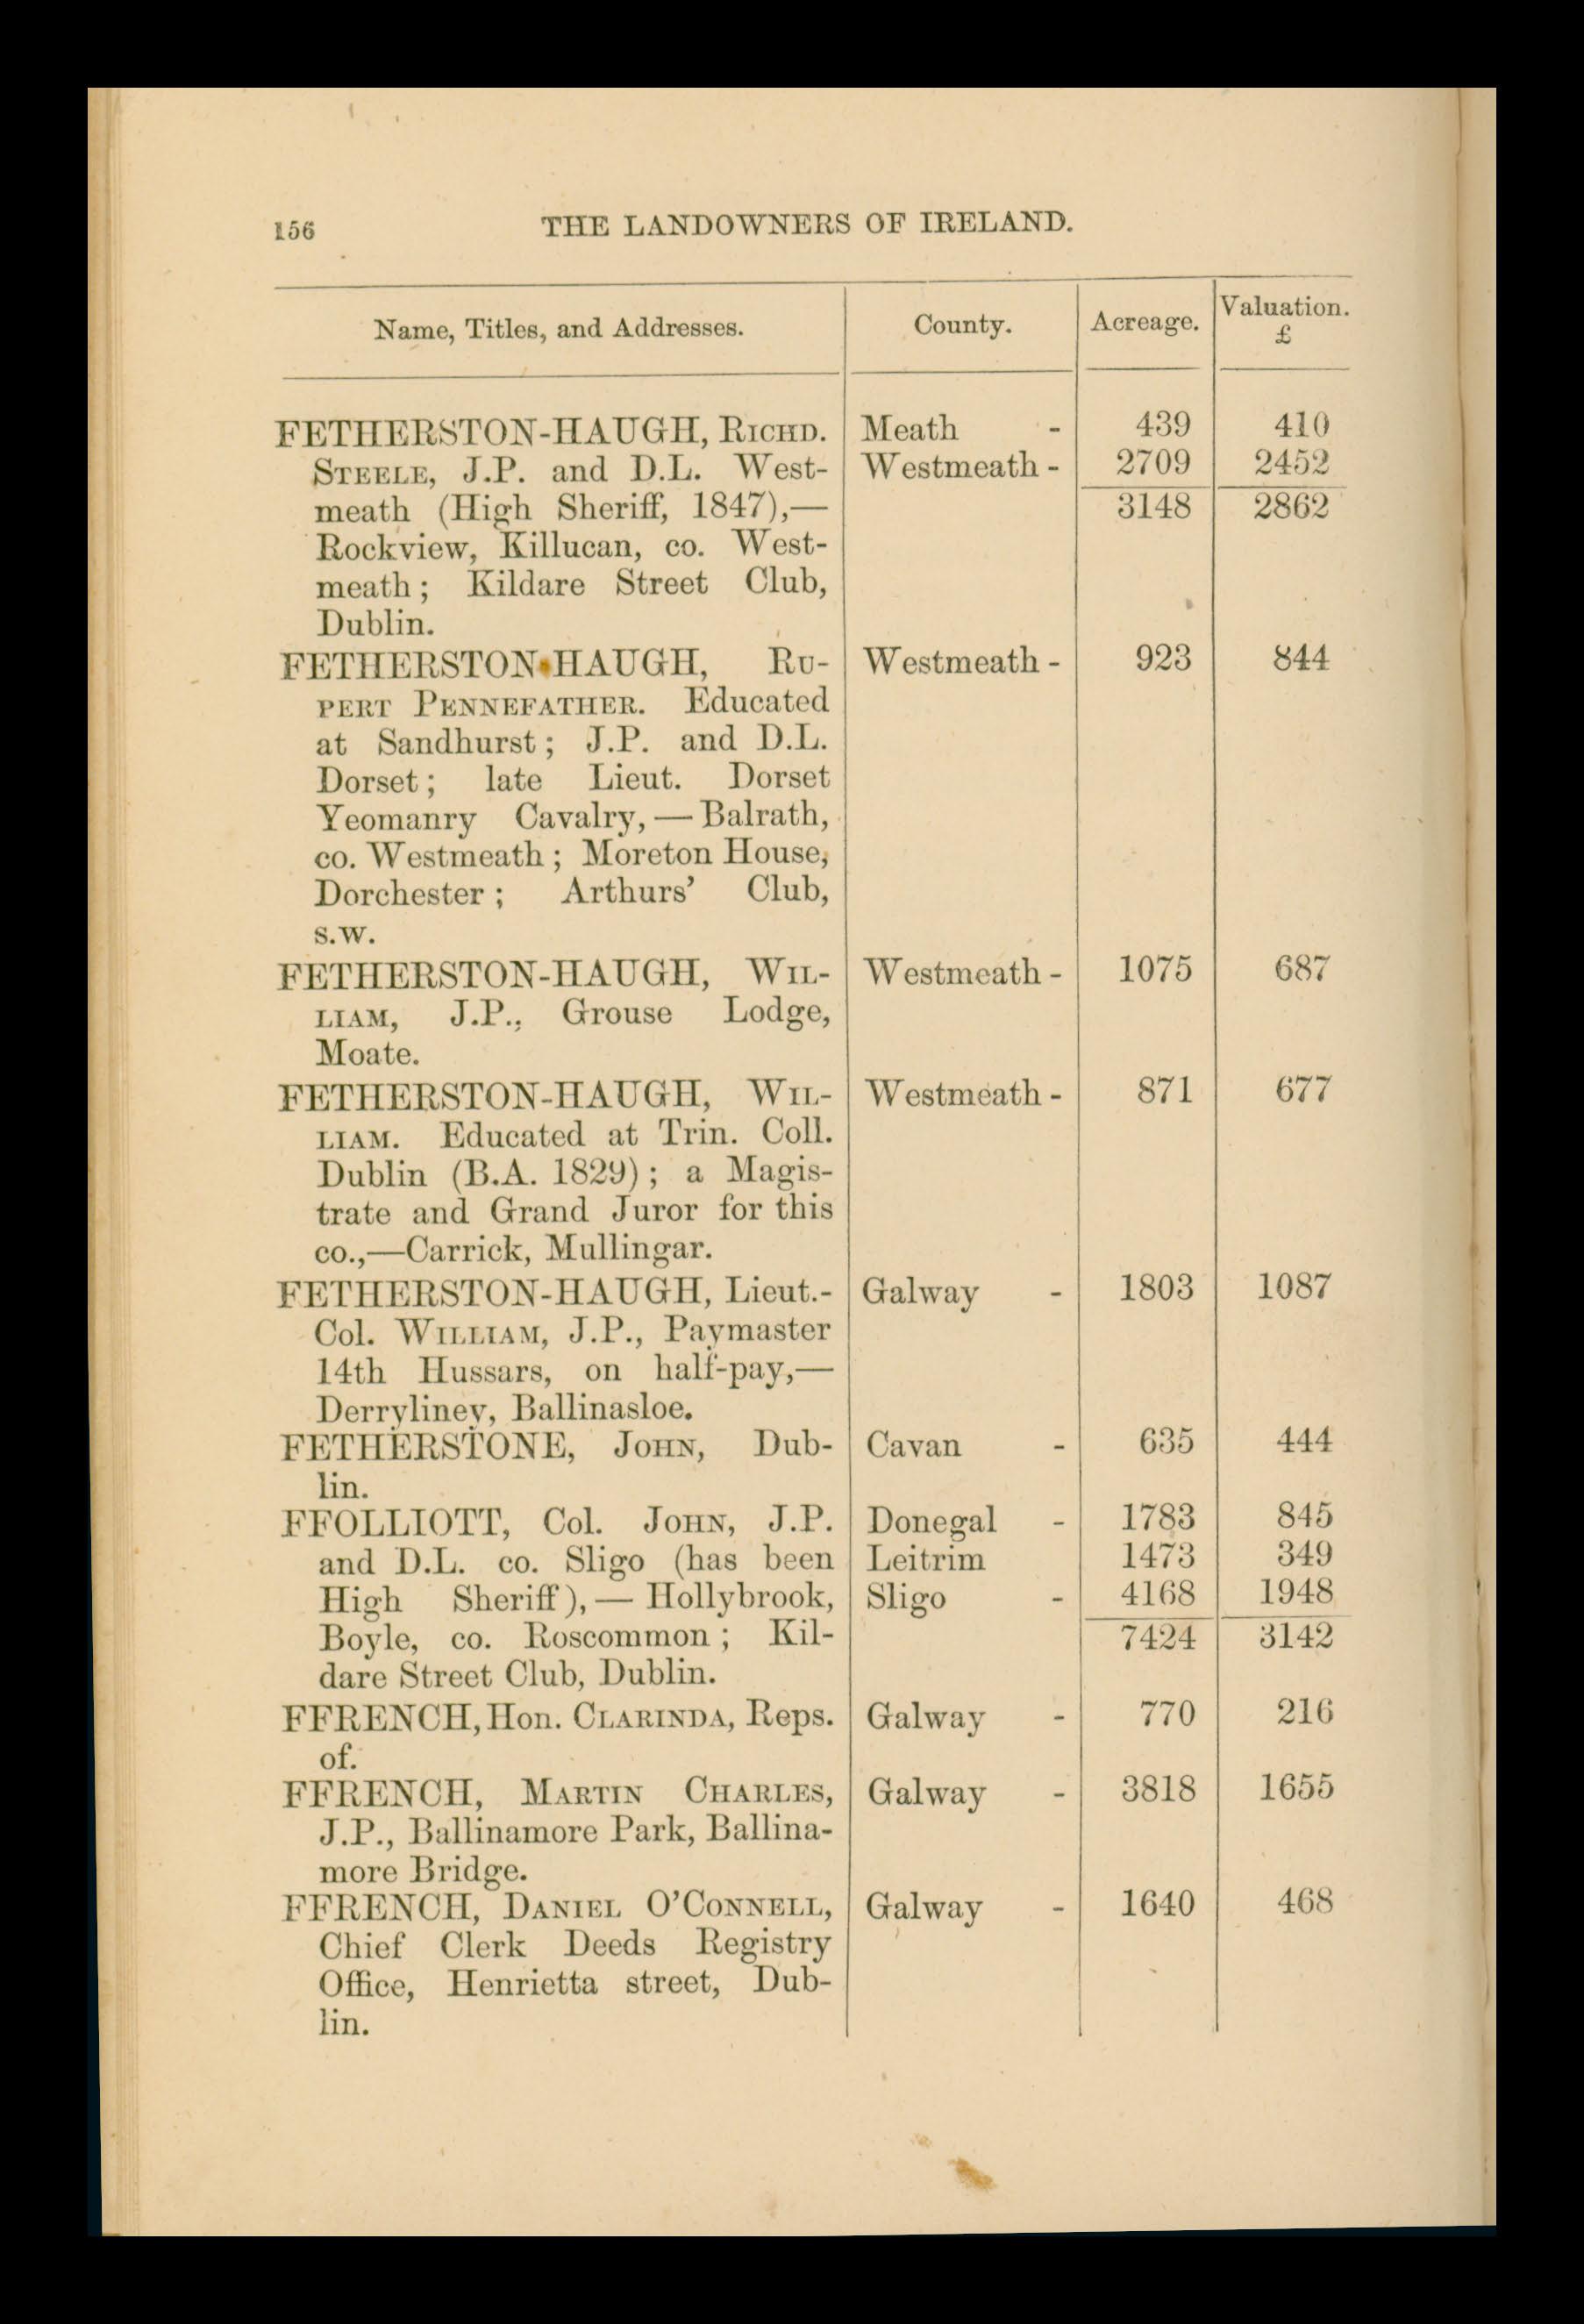 156 THE LANDOWNERS OF IRELAND.
Name, Titles, and Addresses. County. Acreage. Valuation.
£
FETHERSTON-HAUGH, RICHD. Meath - 439 410
STEELE, J.P. and D.L. West- Westmeath - 2709 2452
meath (High Sheriff, 1847),— 3148 2862
Rockview, Killucan, co. West-
meath; Kildare Street Club,
Dublin.
FETHERSTON-HAUGH, RU- Westmeath - 923 844
PERT PENNEFATHER. Educated
at Sandhurst; J.P. and D.L.
Dorset; late Lieut. Dorset
Yeomanry Cavalry,—Balrath,
co. Westmeath; Moreton House,
Dorchester; Arthurs' Club,
S.W.
FETHERSTON-HAUGH, WIL- Westmeath - 1075 687
LIAM, J.P., Grouse Lodge,
Moate.
FETHERSTON-HAUGH, WIL- Westmeath - 871 677
LIAM. Educated at Trin. Coll.
Dublin (B.A. 1829); a Magis-
trate and Grand Juror for this
co.,—Carrick, Mullingar.
FETHERSTON-HAUGH, Lieut.- Galway - 1803 1087
Col. WILLIAM, J.P., Paymaster
14th Hussars, on half-pay,—
Derryliney, Ballinasloe.
FETHERSTONE, JOHN, Dub- Cavan - 635 444
lin.
FFOLLIOTT, Col. JOHN, J.P. Donegal - 1783 845
and D.L. co. Sligo (has been Leitrim 1473 349
High Sheriff),—Hollybrook, Sligo - 4168 1948
Boyle, co. Roscommon; Kil- 7424 3142
dare Street Club, Dublin.
FFRENCH, Hon. CLARINDA, Reps. Galway - 770 216
of.
FFRENCH, MARTIN CHARLES, Galway - 3818 1655
J.P., Ballinamore Park, Ballina-
more Bridge.
FFRENCH, DANIEL O'CONNELL, Galway - 1640 468
Chief Clerk Deeds Registry
Office, Henrietta street, Dub-
lin.